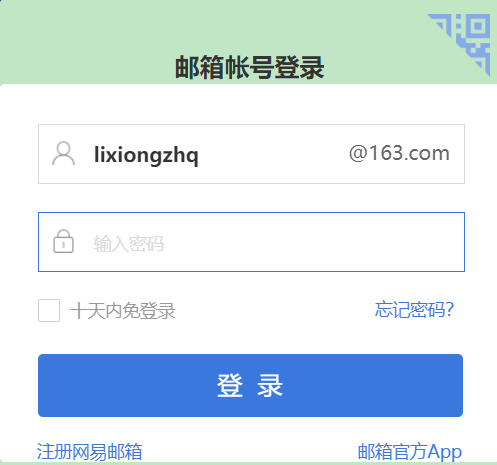 邮箱帐号登录
lixiongzhq @163.com
输入密码
十天内免登录 忘记密码?
登 录
注册网易邮箱 邮箱官方App